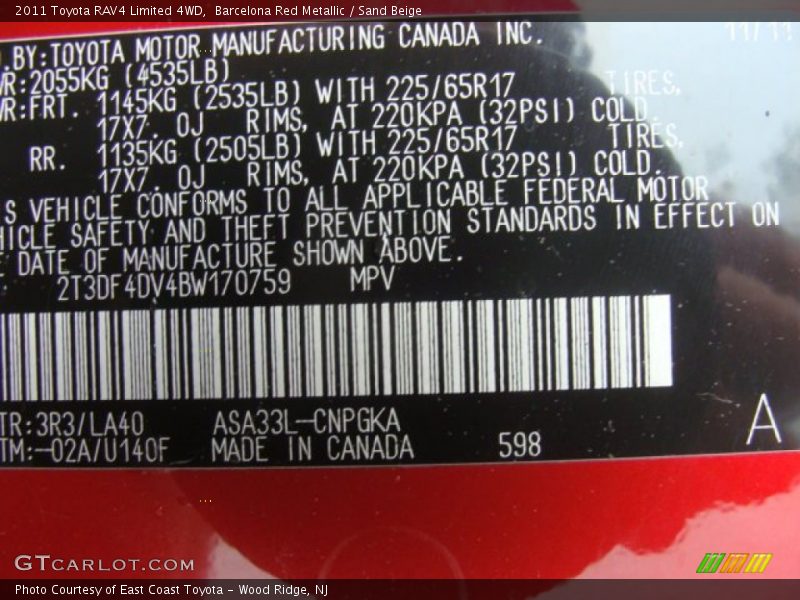 2011 Toyota RAV4 Limited 4WD,  Barcelona Red Metallic / Sand Beige
BY:TOYOTA MOTOR MANUFACTURING CANADA INC. 11/11
VR:2055KG (4535LB)
WR:FRT. 1145KG (2535LB) WITH 225/65R17 TIRES,
17X7. 0J RIMS, AT 220KPA (32PSI) COLD.
RR. 1135KG (2505LB) WITH 225/65R17 TIRES,
17X7. 0J RIMS, AT 220KPA (32PSI) COLD.
S VEHICLE CONFORMS TO ALL APPLICABLE FEDERAL MOTOR
HICLE SAFETY AND THEFT PREVENTION STANDARDS IN EFFECT ON
E DATE OF MANUFACTURE SHOWN ABOVE.
2T3DF4DV4BW170759 MPV
TR:3R3/LA40 ASA33L-CNPGKA
TM:-02A/U140F MADE IN CANADA 598 A
GTCARLOT.COM
Photo Courtesy of East Coast Toyota - Wood Ridge, NJ